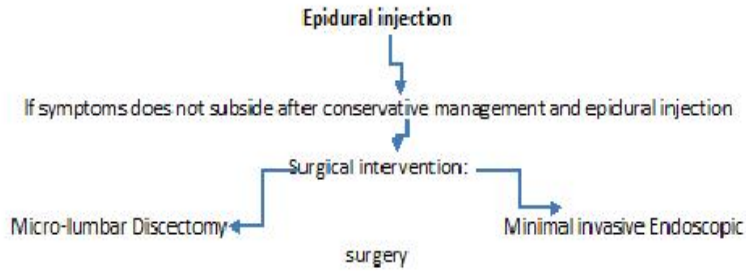 Epidural injection
If symptoms does not subside after conservative management and epidural injection
Surgical intervention:
Micro-lumbar Discectomy Minimal invasive Endoscopic
surgery